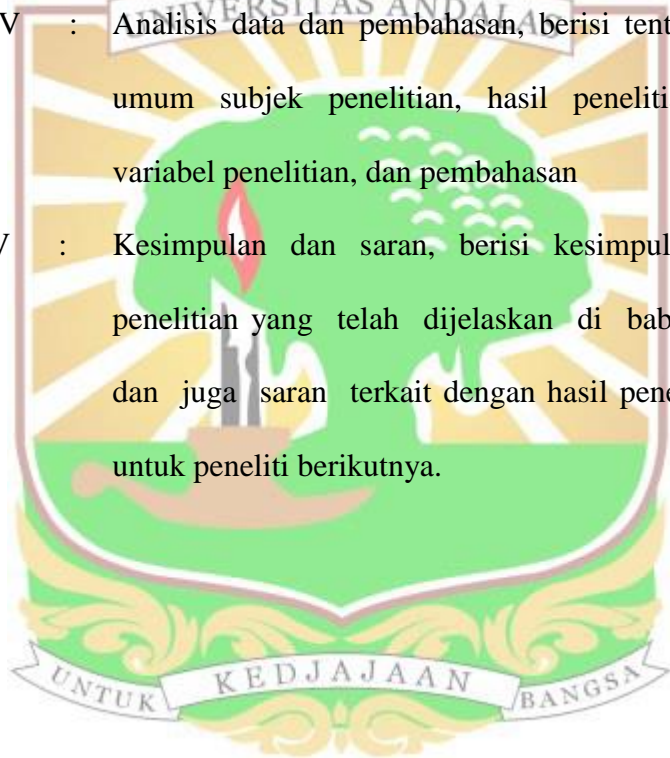 UNIVERSITAS ANDALAS
V : Analisis data dan pembahasan, berisi tent
umum subjek penelitian, hasil peneliti
variabel penelitian, dan pembahasan
V : Kesimpulan dan saran, berisi kesimpul
penelitian yang telah dijelaskan di bab
dan juga saran terkait dengan hasil pene
untuk peneliti berikutnya.
UNTUK KEDJAJAAN BANGSA